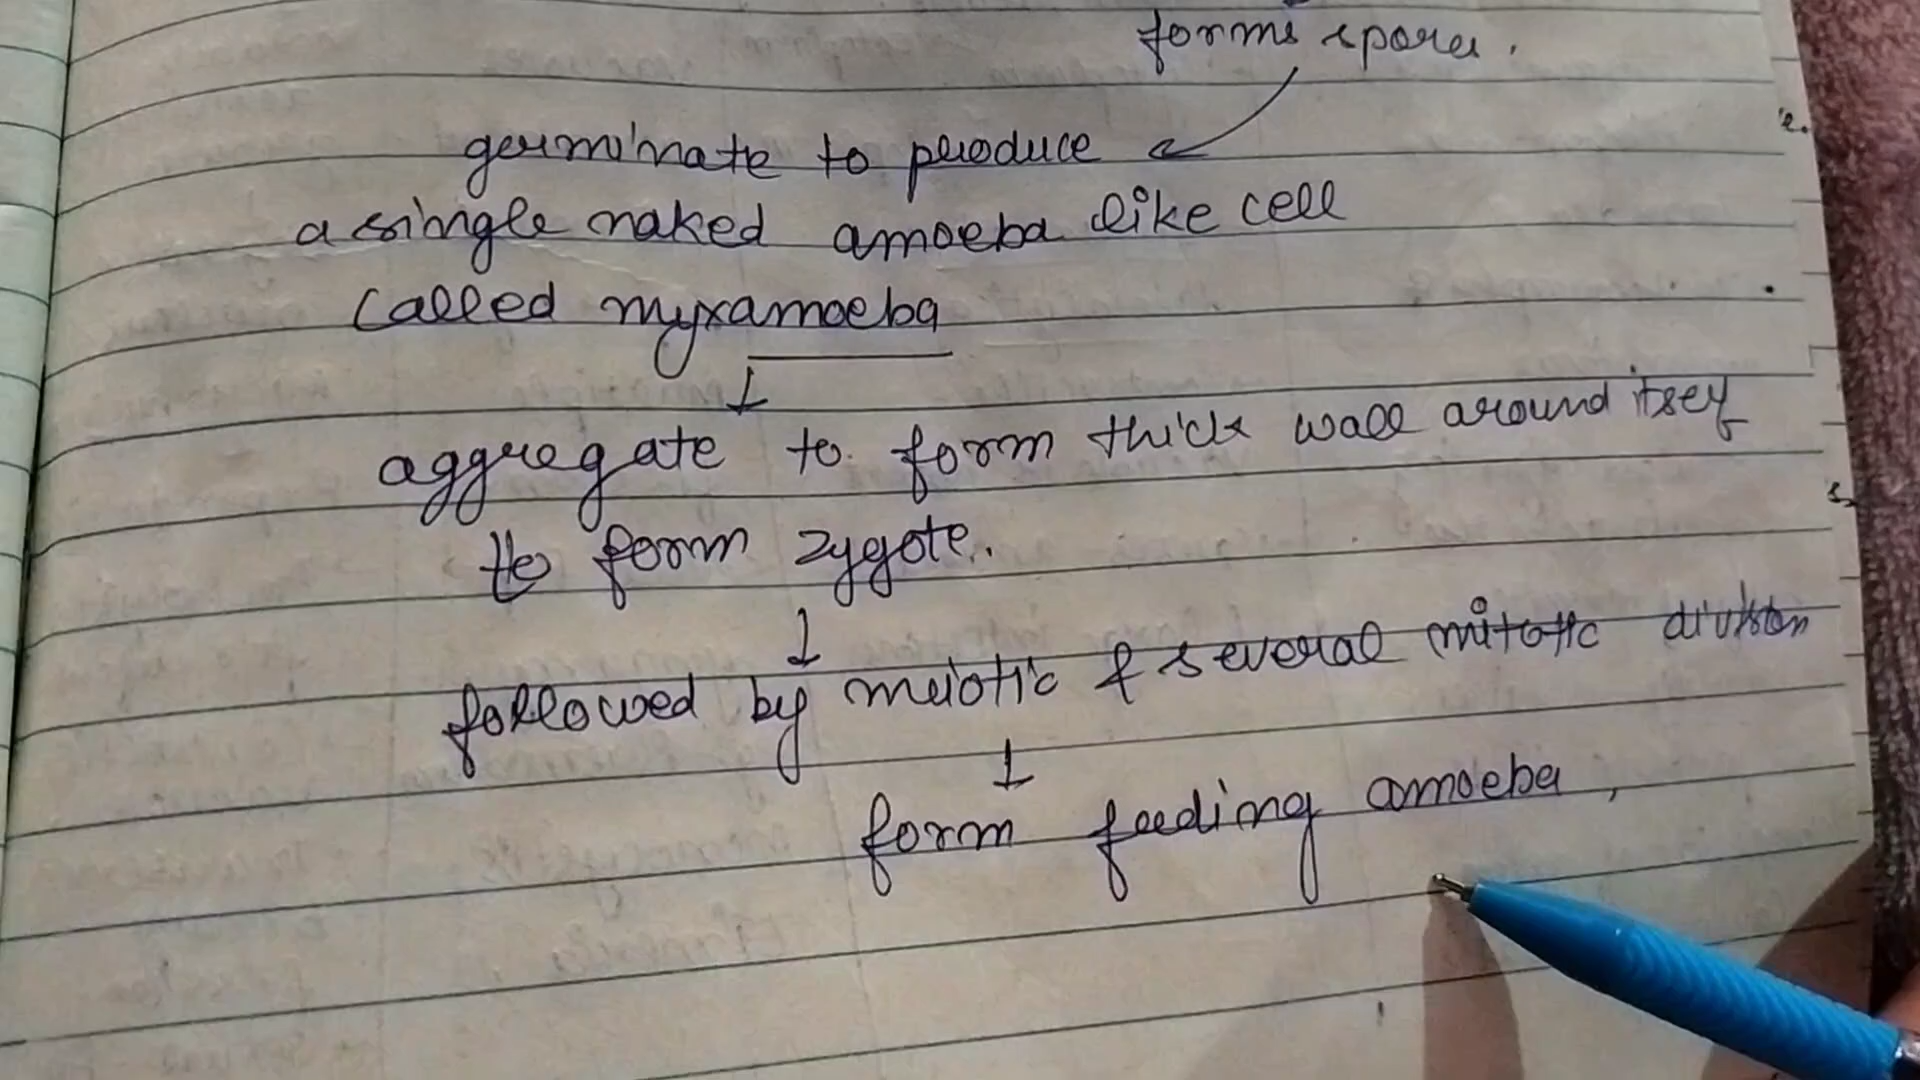 forms spores.
germinate to produce
a single naked amoeba like cell
called myxamoeba
aggregate to form thick wall around itself
to form zygote.
followed by meiotic & several mitotic division
form feeding amoeba,